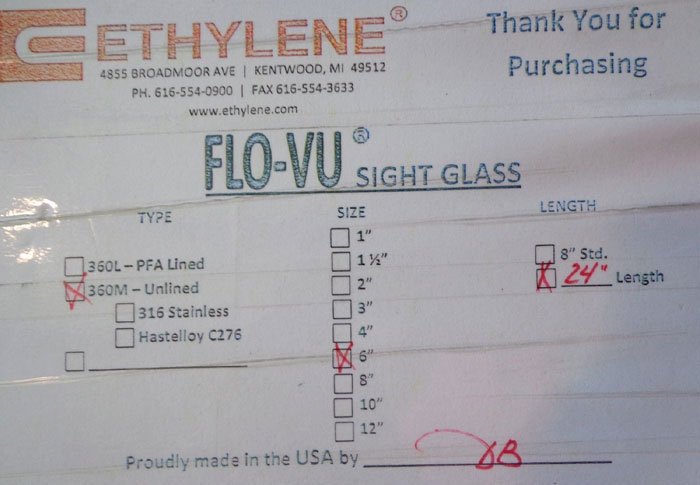 ETHYLENE®
Thank You for
Purchasing
4855 BROADMOOR AVE | KENTWOOD, MI 49512
PH. 616-554-0900 | FAX 616-554-3633
www.ethylene.com
FLO-VU® SIGHT GLASS
TYPE
360L – PFA Lined
360M – Unlined
316 Stainless
Hastelloy C276
SIZE
1"
1 ½"
2"
3"
4"
6"
8"
10"
12"
LENGTH
8" Std.
24" Length
Proudly made in the USA by DB